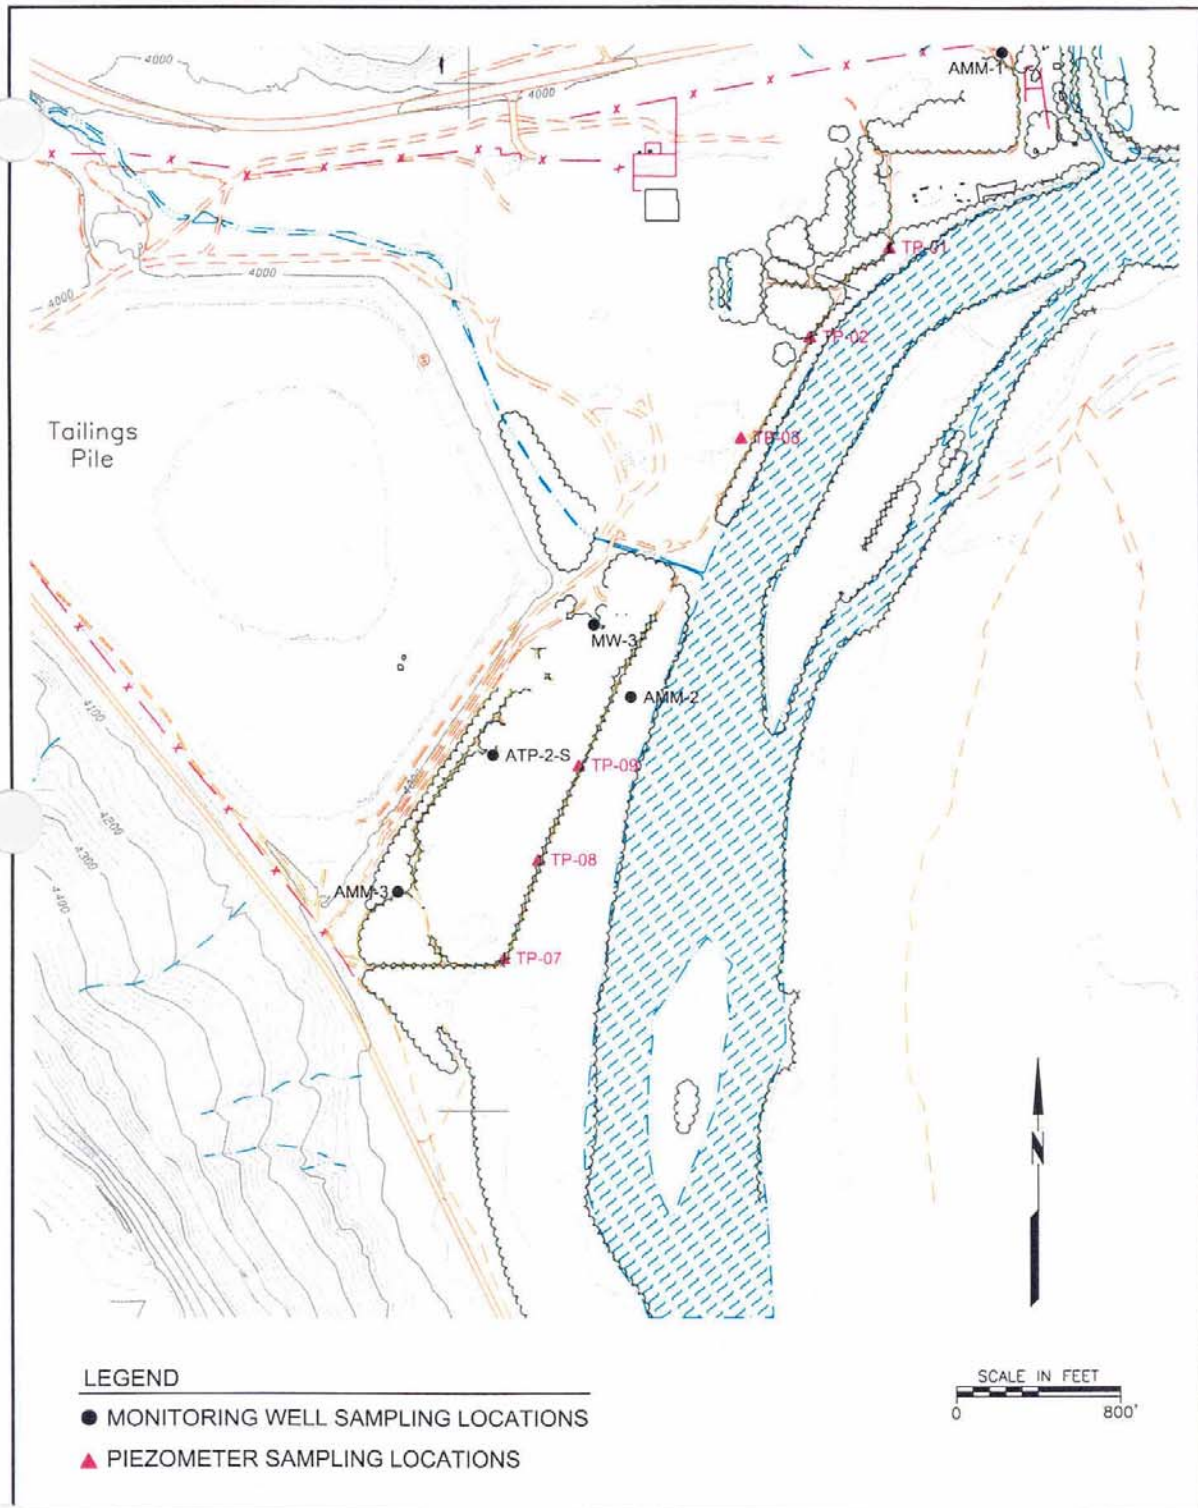 4000
AMM-1
4000
TP-01
4000
4000
TP-02
Tailings
Pile
TP-03
MW-3
AMM-2
4100
ATP-2-S
TP-09
4200
4300
TP-08
4400
AMM-3
TP-07
N
LEGEND
MONITORING WELL SAMPLING LOCATIONS
PIEZOMETER SAMPLING LOCATIONS
SCALE IN FEET
0
800'